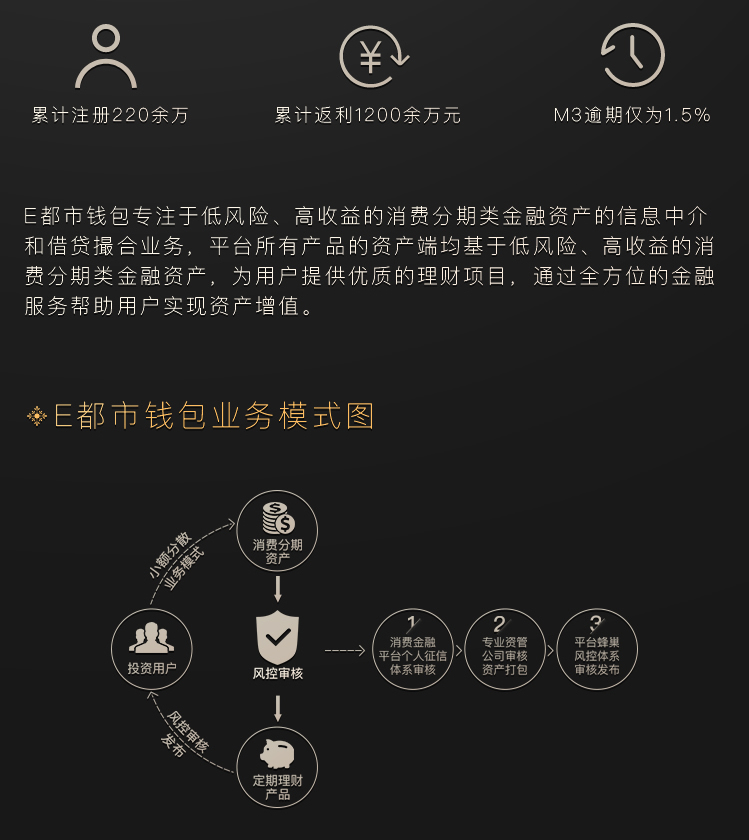 累计注册220余万
累计返利1200余万元
M3逾期仅为1.5%
E都市钱包专注于低风险、高收益的消费分期类金融资产的信息中介
和借贷撮合业务，平台所有产品的资产端均基于低风险、高收益的消
费分期类金融资产，为用户提供优质的理财项目，通过全方位的金融
服务帮助用户实现资产增值。
E都市钱包业务模式图
消费分期
资产
小额分散
业务模式
投资用户
风控审核
1
消费金融
平台个人征信
体系审核
2
专业资管
公司审核
资产打包
3
平台蜂巢
风控体系
审核发布
风控审核
发布
定期理财
产品